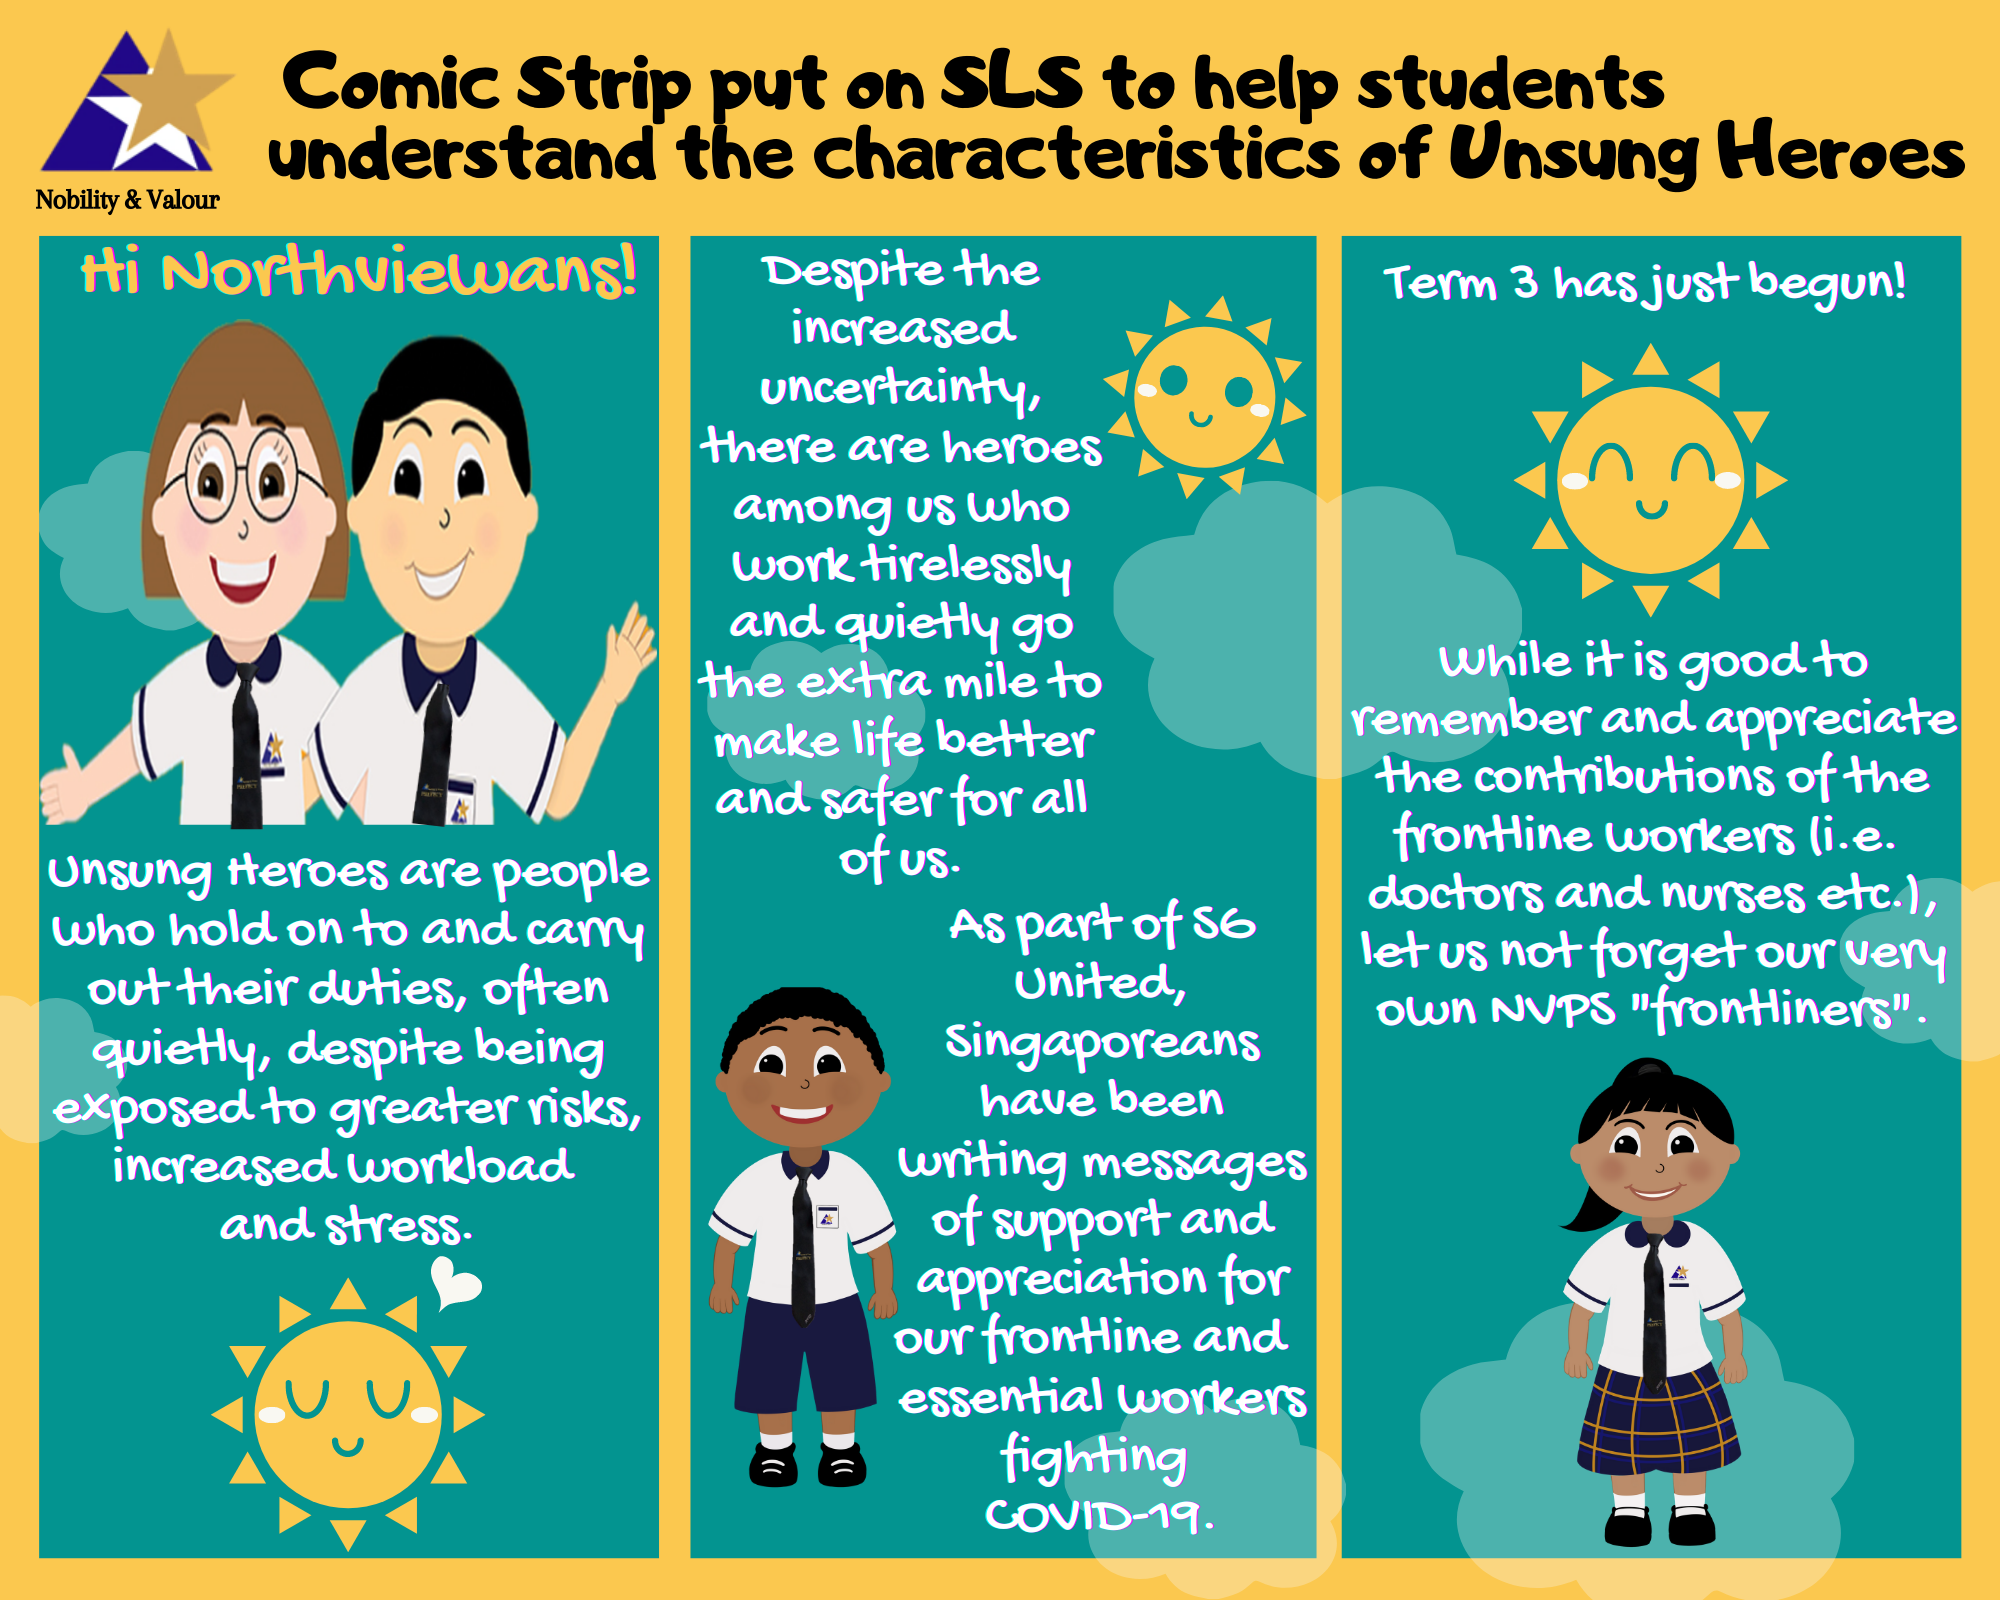 Comic Strip put on SLS to help students
understand the characteristics of Unsung Heroes
Nobility & Valour
Hi Northviewans!
Unsung Heroes are people
who hold on to and carry
out their duties, often
quietly, despite being
exposed to greater risks,
increased workload
and stress.
Despite the
increased
uncertainty,
there are heroes
among us who
work tirelessly
and quietly go
the extra mile to
make life better
and safer for all
of us.
As part of SG
United,
Singaporeans
have been
writing messages
of support and
appreciation for
our frontline and
essential workers
fighting
COVID-19.
Term 3 has just begun!
While it is good to
remember and appreciate
the contributions of the
frontline workers (i.e.
doctors and nurses etc.),
let us not forget our very
own NVPS "frontliners".